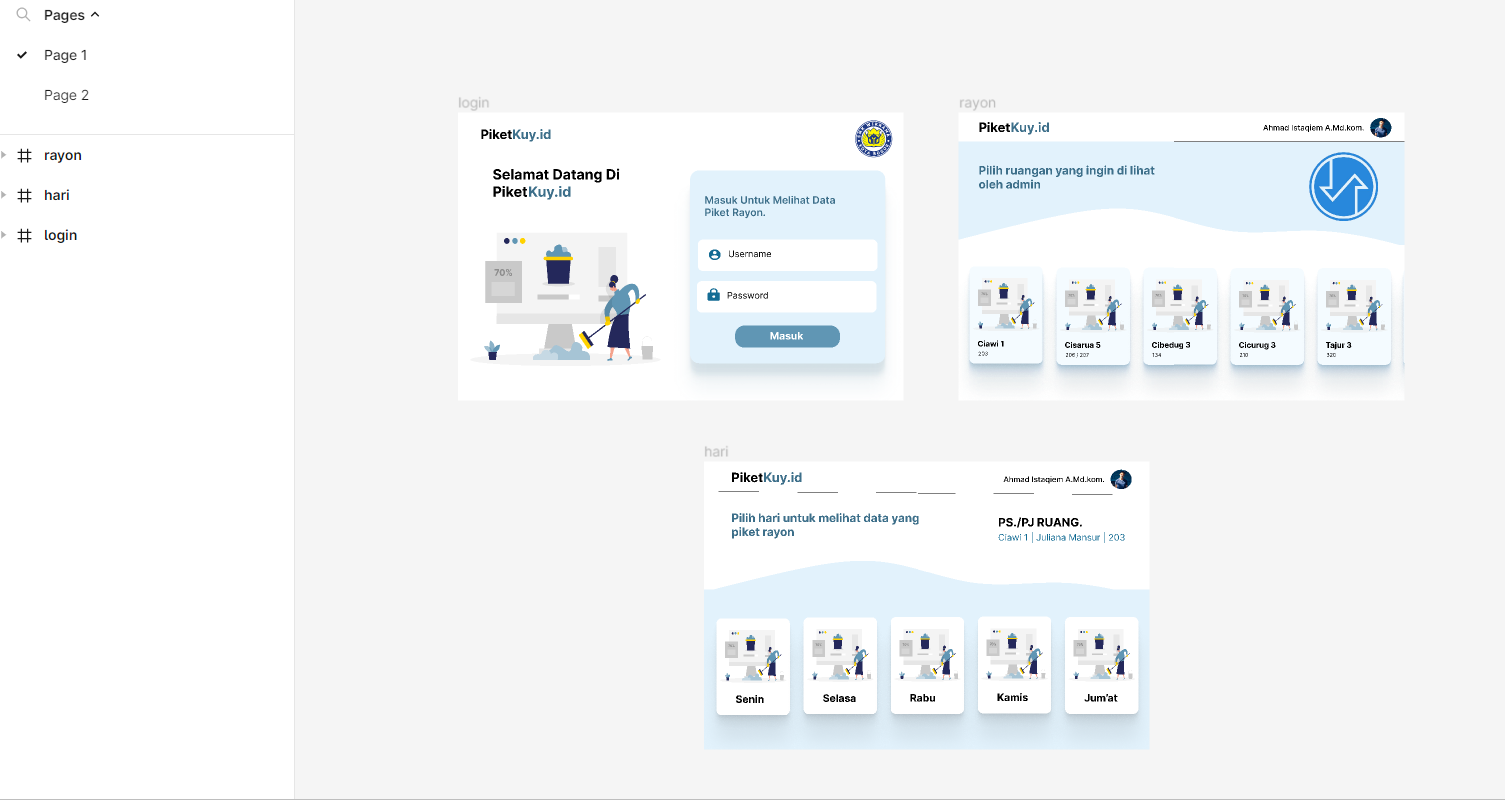 Pages
Page 1
Page 2
rayon
hari
login
login
PiketKuy.id
Selamat Datang Di
PiketKuy.id
70%
Masuk Untuk Melihat Data
Piket Rayon.
Username
Password
Masuk
rayon
PiketKuy.id
Ahmad Istaqiem A.Md.kom.
Pilih ruangan yang ingin di lihat
oleh admin
Ciawi 1
203
Cisarua 5
206 / 207
Cibedug 3
134
Cicurug 3
210
Tajur 3
320
hari
PiketKuy.id
Ahmad Istaqiem A.Md.kom.
Pilih hari untuk melihat data yang
piket rayon
PS./PJ RUANG.
Ciawi 1 | Juliana Mansur | 203
Senin
Selasa
Rabu
Kamis
Jum'at